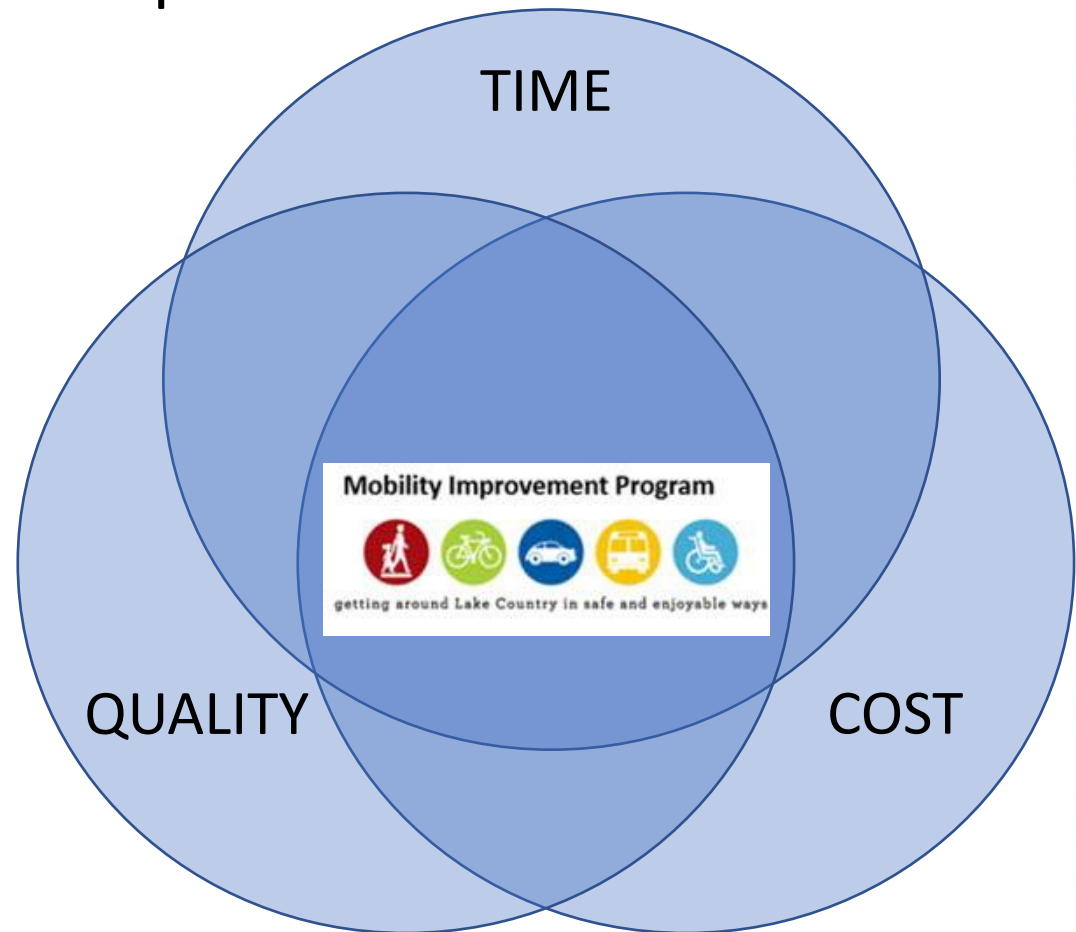 TIME
Mobility Improvement Program
getting around Lake Country in safe and enjoyable ways
QUALITY
COST